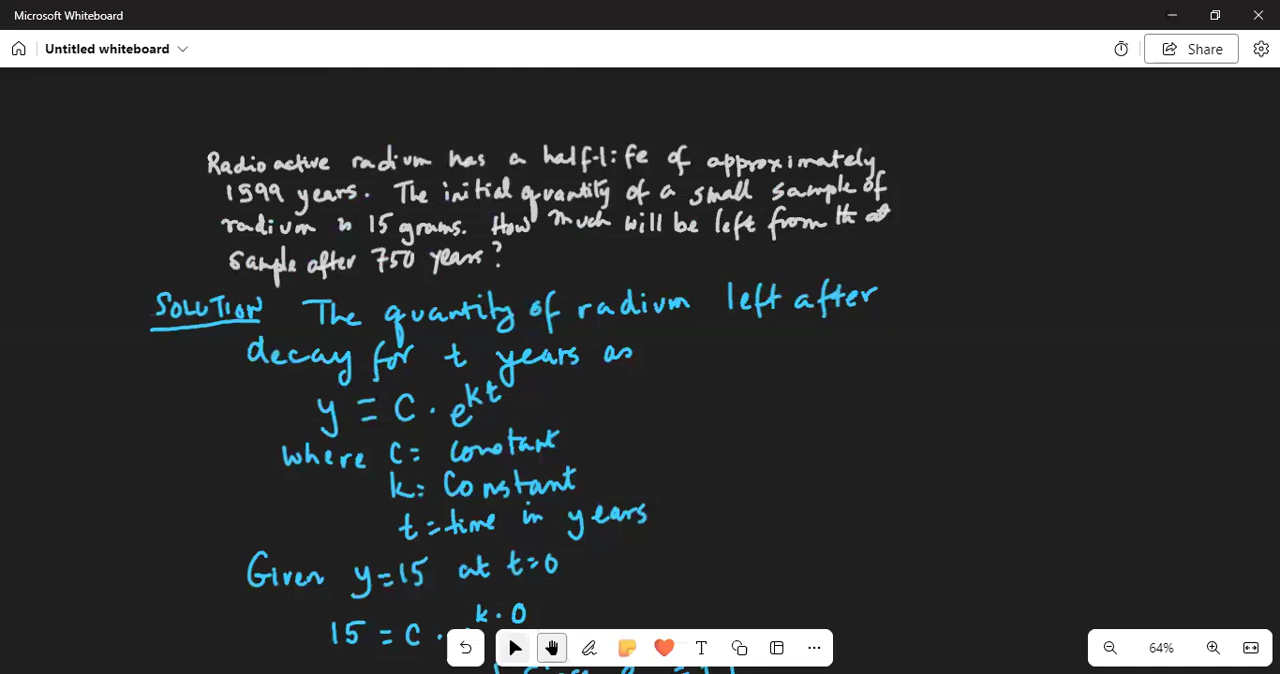 Microsoft Whiteboard
Untitled whiteboard
Share
Radioactive radium has a half-life of approximately
1599 years. The initial quantity of a small sample of
radium is 15 grams. How much will be left from that
sample after 750 years?
SOLUTION The quantity of radium left after
decay for t years as
y = C · e^{kt}
where C = constant
k = Constant
t = time in years
Given y = 15 at t = 0
k · 0
15 = C ·
64%